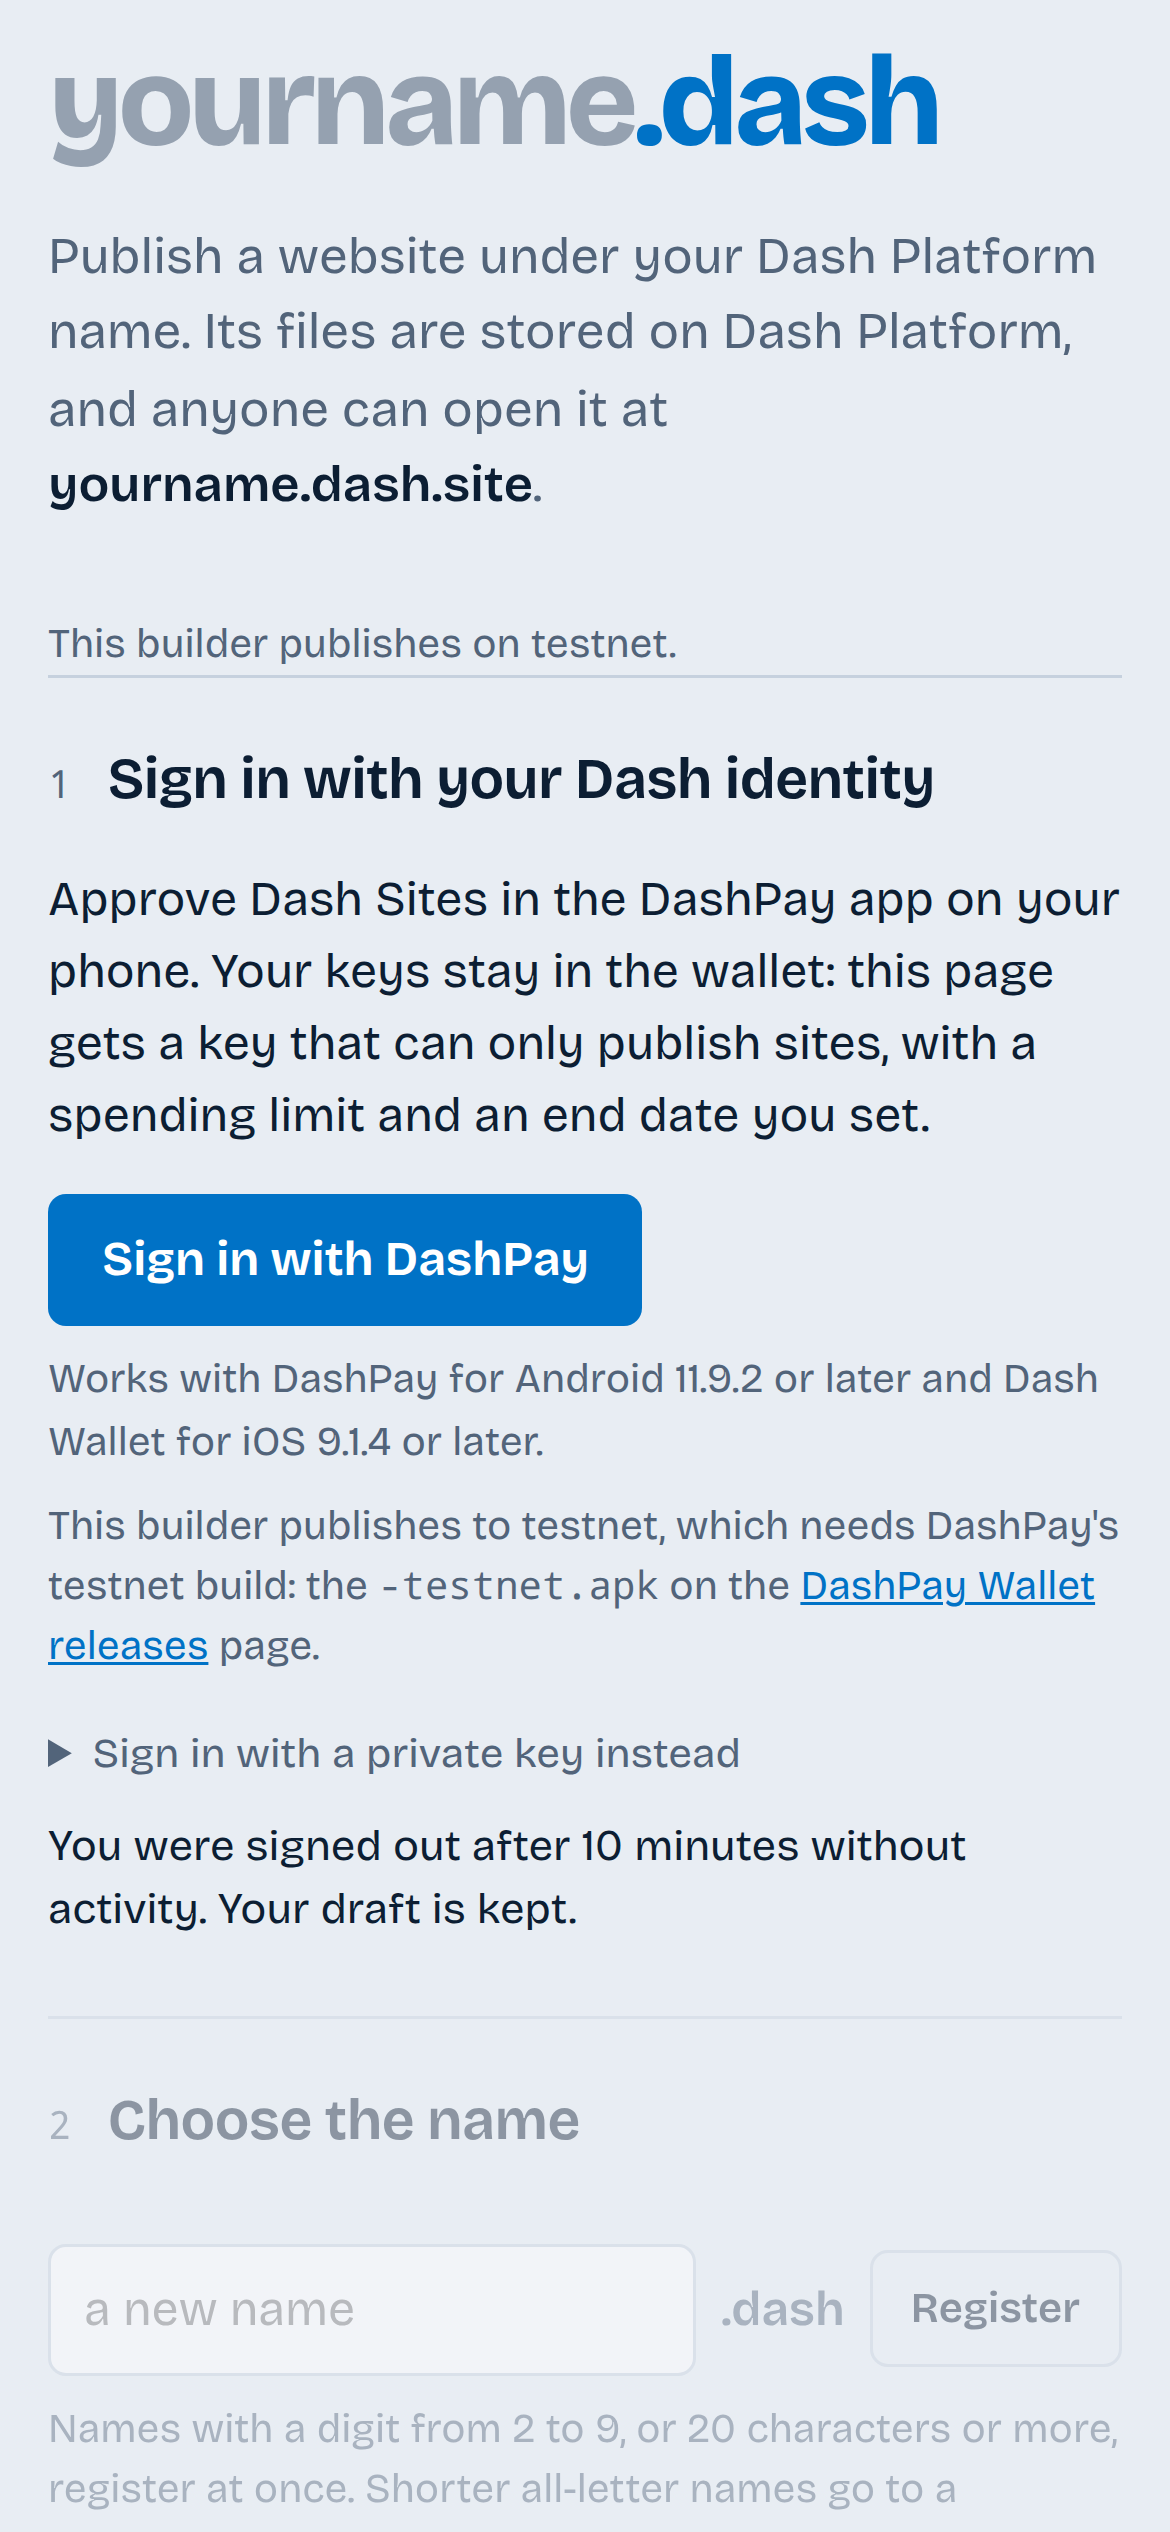 yourname.dash
Publish a website under your Dash Platform
name. Its files are stored on Dash Platform,
and anyone can open it at
yourname.dash.site.
This builder publishes on testnet.
1 Sign in with your Dash identity
Approve Dash Sites in the DashPay app on your
phone. Your keys stay in the wallet: this page
gets a key that can only publish sites, with a
spending limit and an end date you set.
Sign in with DashPay
Works with DashPay for Android 11.9.2 or later and Dash
Wallet for iOS 9.1.4 or later.
This builder publishes to testnet, which needs DashPay's
testnet build: the -testnet.apk on the DashPay Wallet
releases page.
Sign in with a private key instead
You were signed out after 10 minutes without
activity. Your draft is kept.
2 Choose the name
a new name .dash Register
Names with a digit from 2 to 9, or 20 characters or more,
register at once. Shorter all-letter names go to a